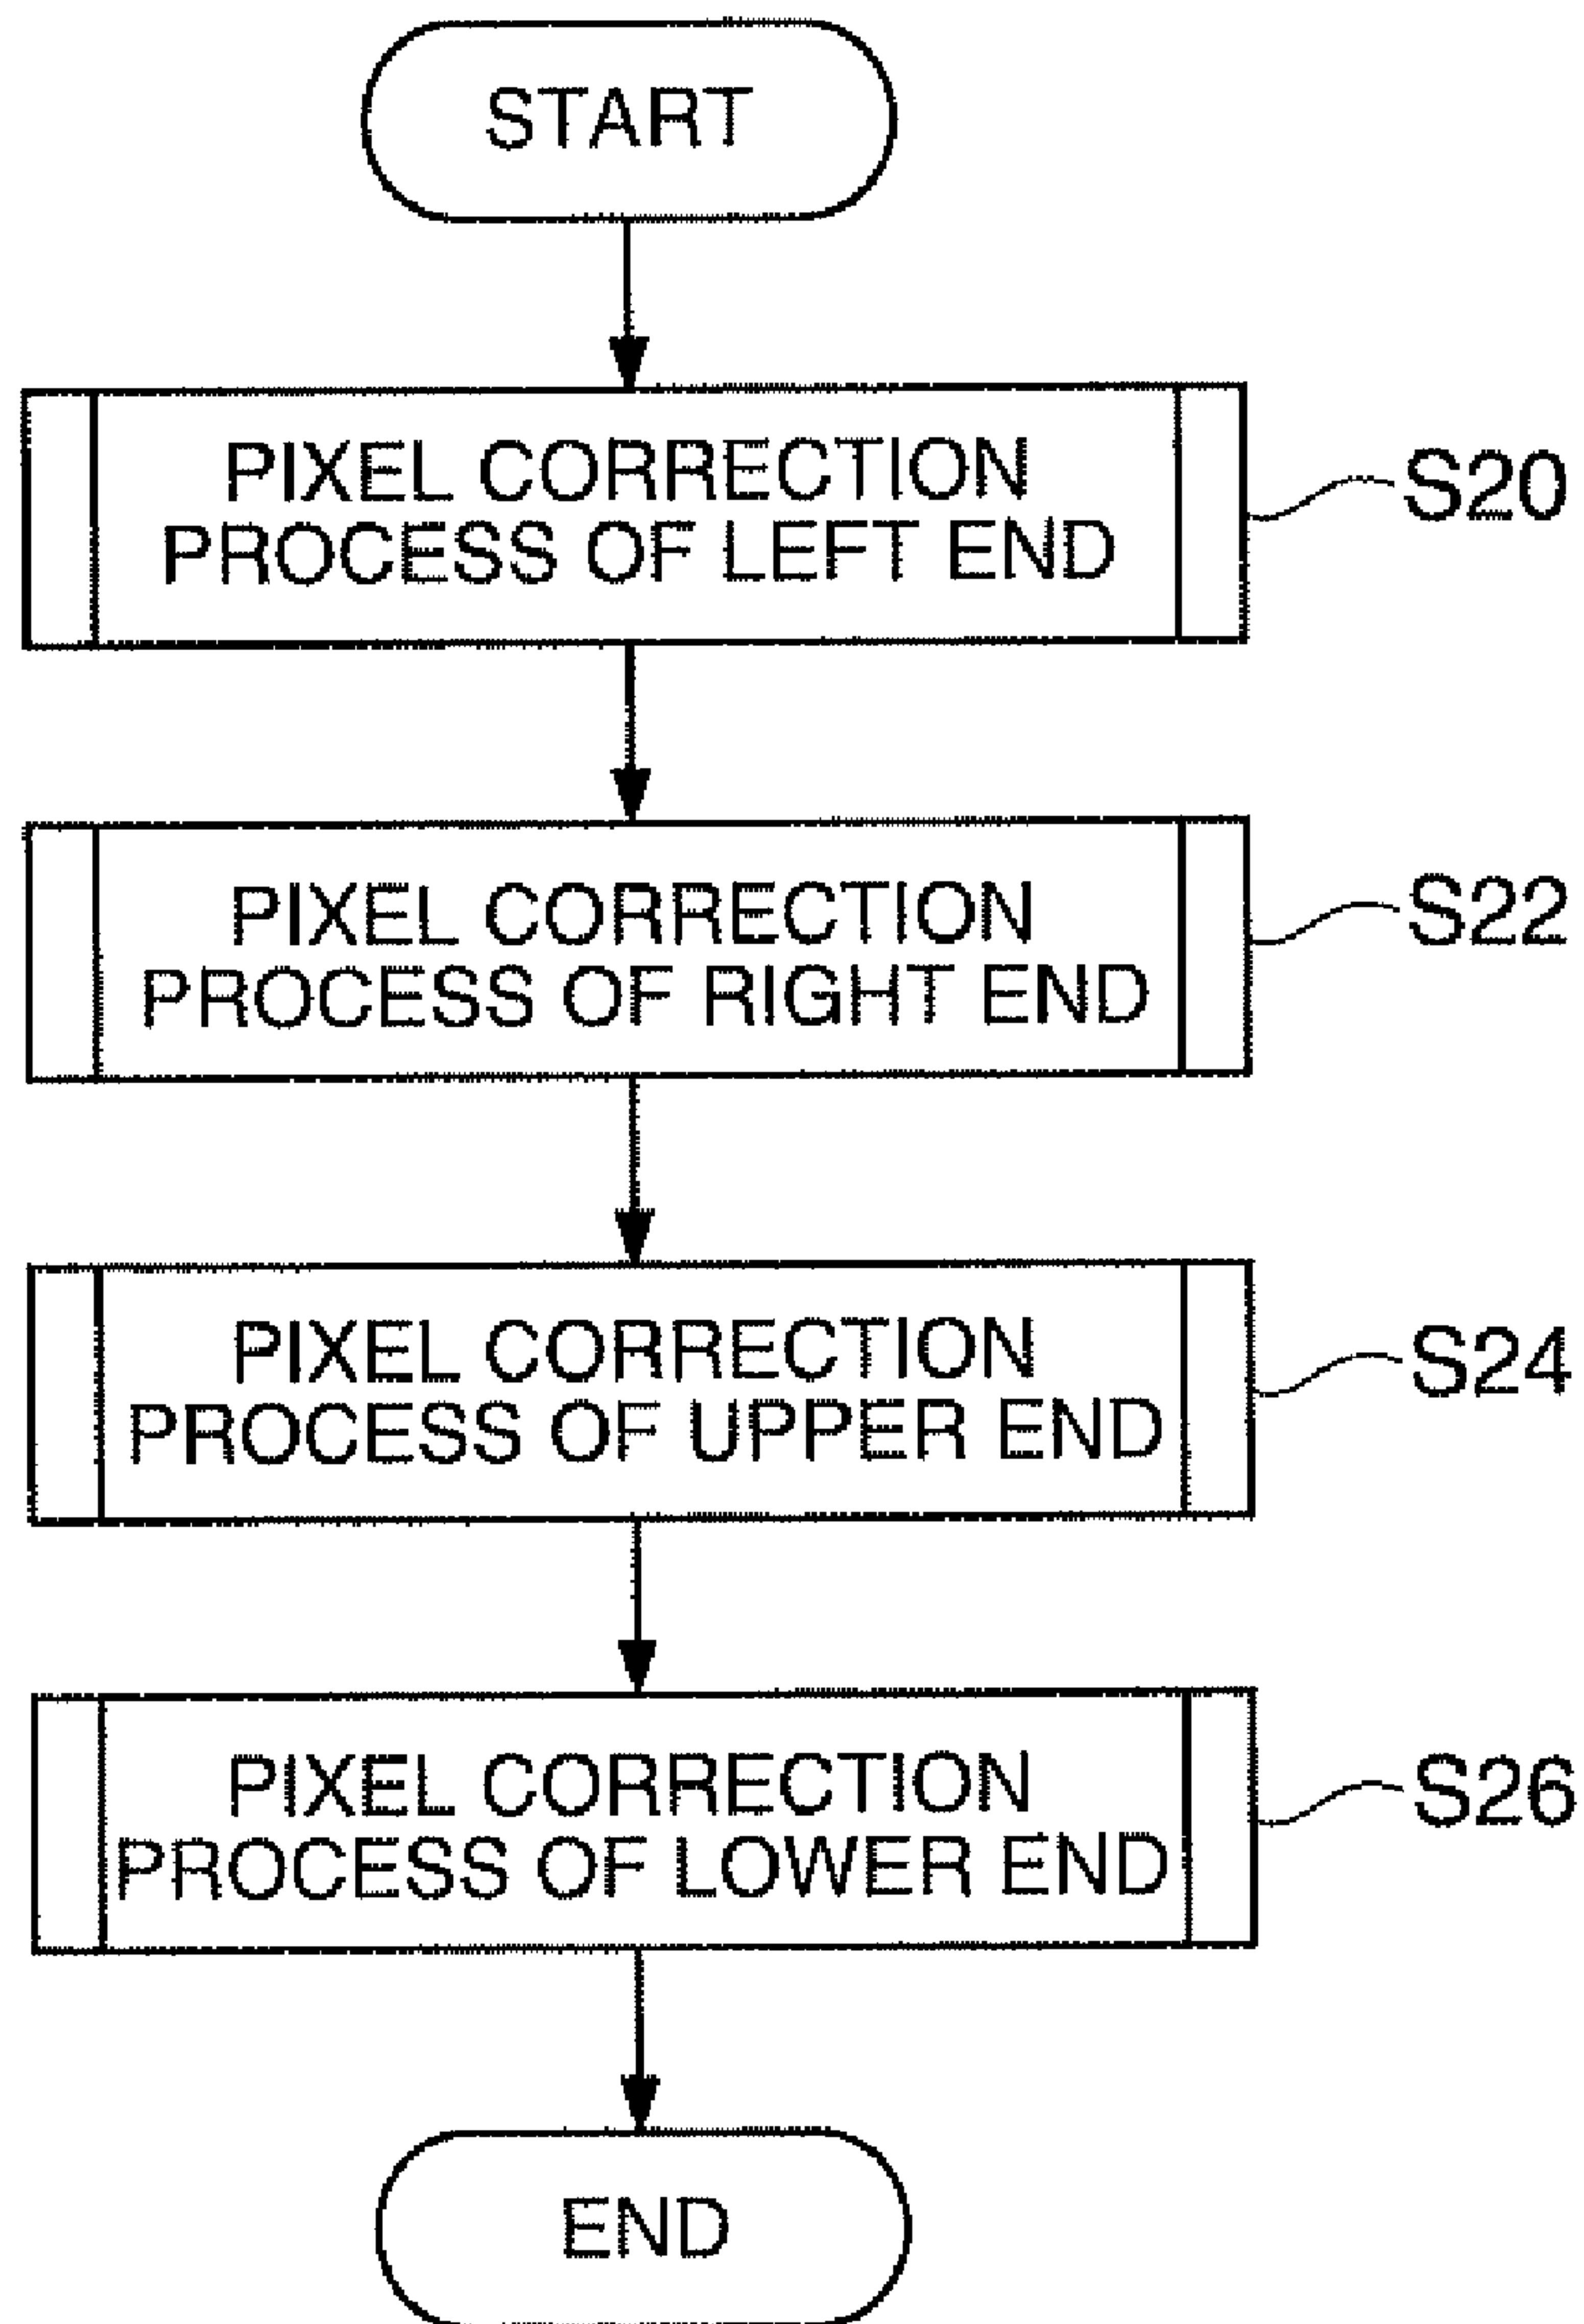 START
PIXEL CORRECTION
PROCESS OF LEFT END
S20
PIXEL CORRECTION
PROCESS OF RIGHT END
S22
PIXEL CORRECTION
PROCESS OF UPPER END
S24
PIXEL CORRECTION
PROCESS OF LOWER END
S26
END